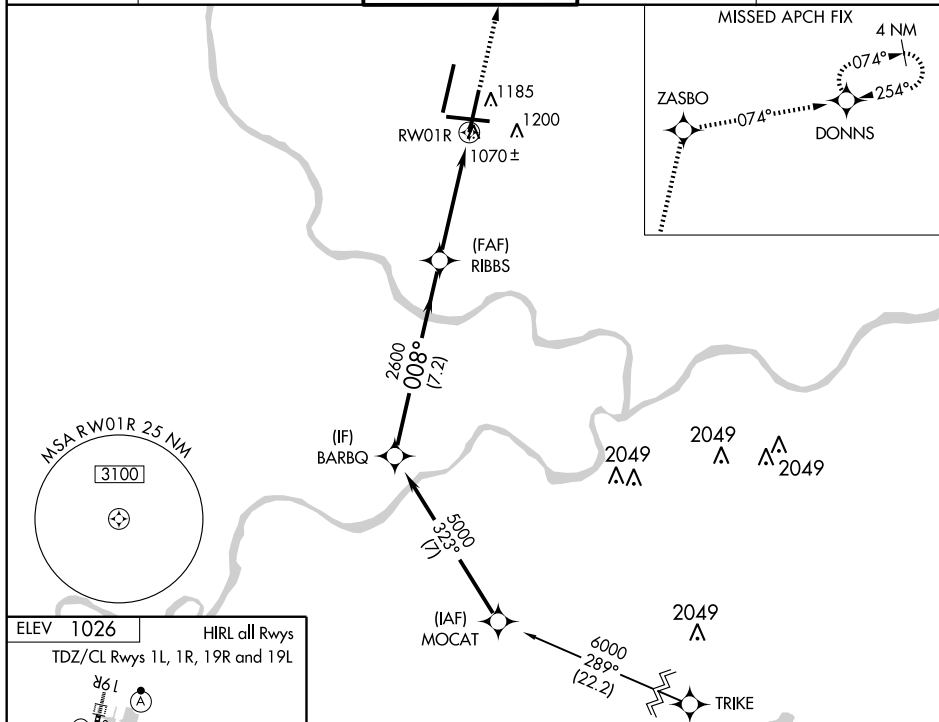 MISSED APCH FIX
4 NM
074°
254°
ZASBO
074°
DONNS
1185
1200
RW01R
1070 ±
(FAF)
RIBBS
2600
008°
(7.2)
(IF)
BARBQ
MSA RW01R 25 NM
3100
2049
2049
2049
5000
323°
(7)
(IAF)
MOCAT
6000
289°
(22.2)
2049
TRIKE
ELEV 1026
HIRL all Rwys
TDZ/CL Rwys 1L, 1R, 19R and 19L
19R
A